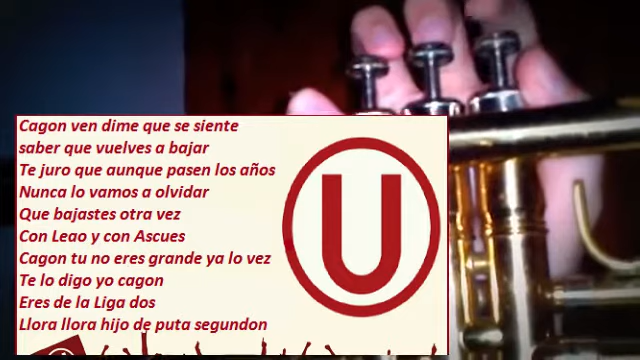 Cagon ven dime que se siente
saber que vuelves a bajar
Te juro que aunque pasen los años
Nunca lo vamos a olvidar
Que bajastes otra vez
Con Leao y con Ascues
Cagon tu no eres grande ya lo vez
Te lo digo yo cagon
Eres de la Liga dos
Llora llora hijo de puta segundon
U